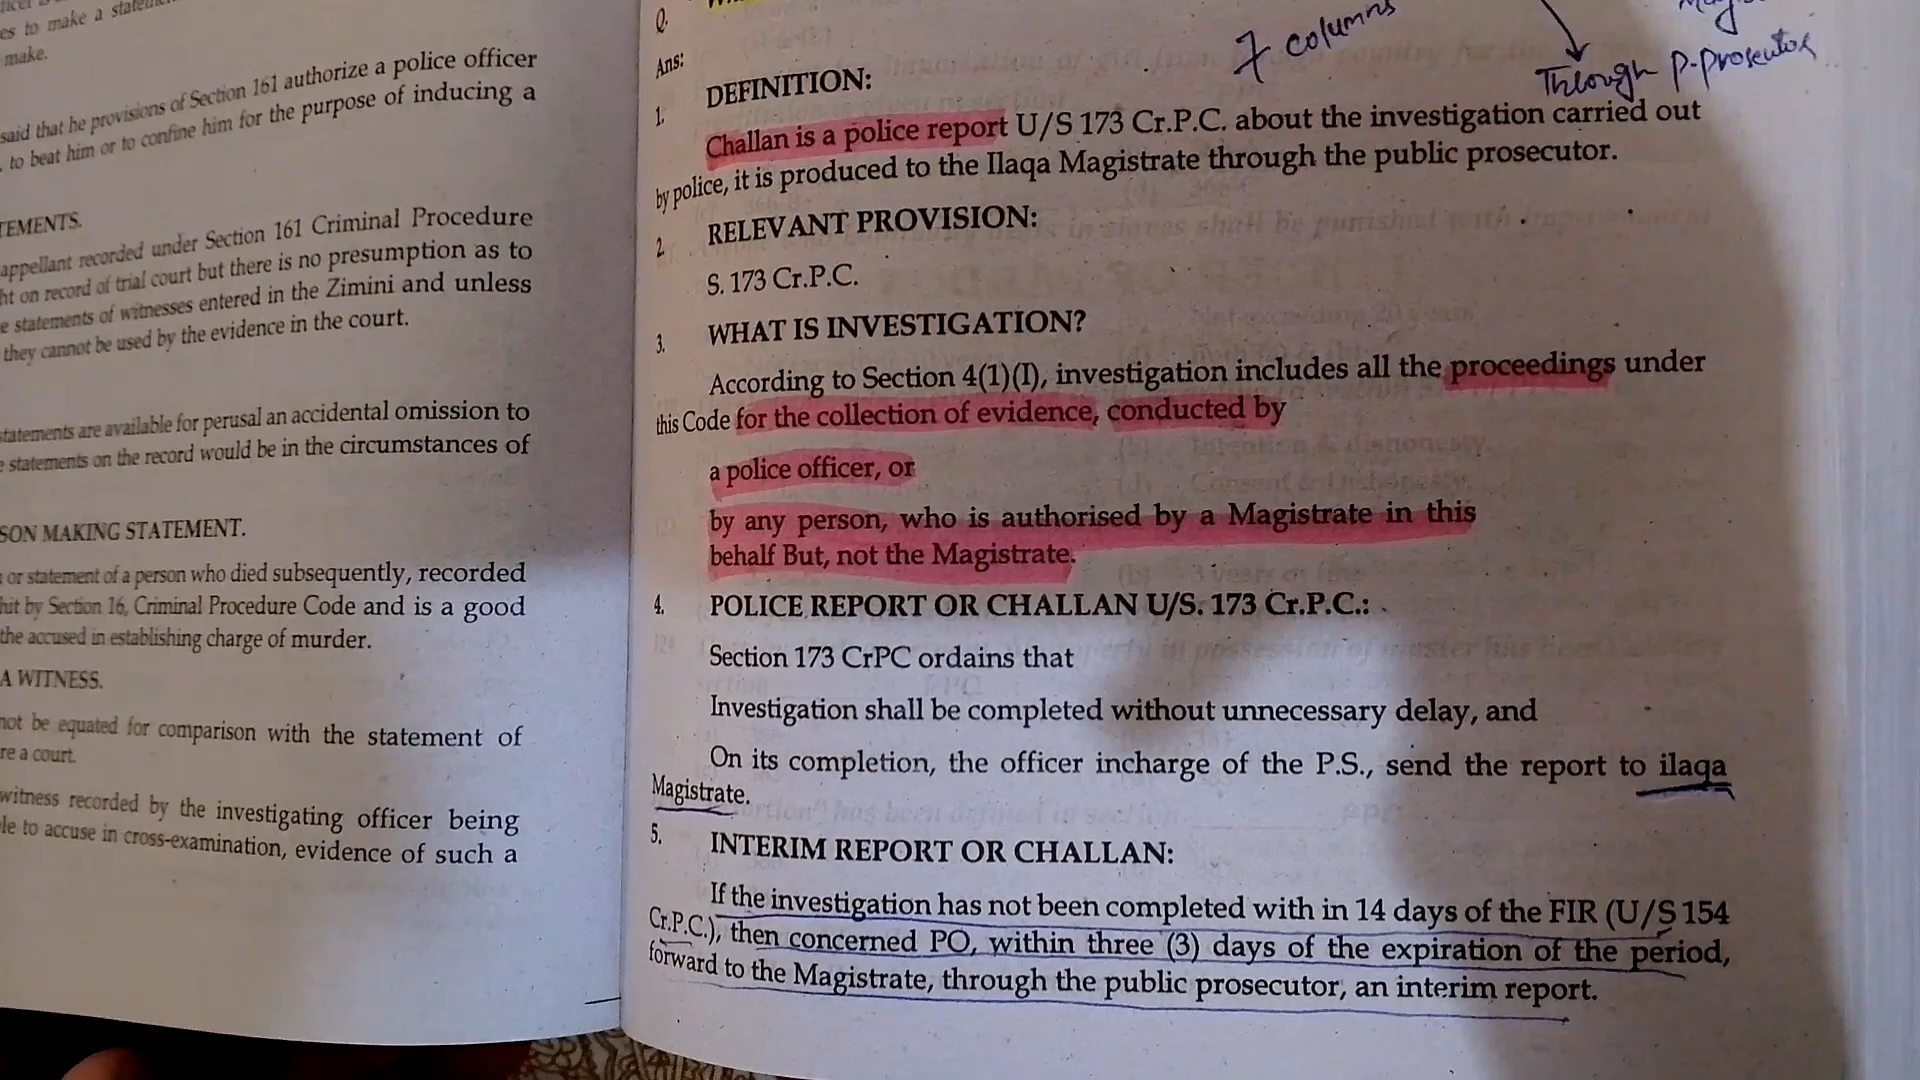 es to make a
make.
said that he provisions of Section 161 authorize a police officer
to beat him or to confine him for the purpose of inducing a
TEMENTS.
appellant recorded under Section 161 Criminal Procedure
ht on record of trial court but there is no presumption as to
e statements of witnesses entered in the Zimini and unless
they cannot be used by the evidence in the court.
statements are available for perusal an accidental omission to
e statements on the record would be in the circumstances of
SON MAKING STATEMENT.
or statement of a person who died subsequently, recorded
hit by Section 16, Criminal Procedure Code and is a good
the accused in establishing charge of murder.
A WITNESS.
not be equated for comparison with the statement of
re a court.
witness recorded by the investigating officer being
le to accuse in cross-examination, evidence of such a
Q.
7 columns
Through P-prosecutor
Ans:
1. DEFINITION:
Challan is a police report U/S 173 Cr.P.C. about the investigation carried out
by police, it is produced to the Ilaqa Magistrate through the public prosecutor.
2. RELEVANT PROVISION:
S. 173 Cr.P.C.
3. WHAT IS INVESTIGATION?
According to Section 4(1)(I), investigation includes all the proceedings under
this Code for the collection of evidence, conducted by
a police officer, or
by any person, who is authorised by a Magistrate in this
behalf But, not the Magistrate.
4. POLICE REPORT OR CHALLAN U/S. 173 Cr.P.C.:
Section 173 CrPC ordains that
Investigation shall be completed without unnecessary delay, and
On its completion, the officer incharge of the P.S., send the report to ilaqa
Magistrate.
5. INTERIM REPORT OR CHALLAN:
If the investigation has not been completed with in 14 days of the FIR (U/S 154
Cr.P.C.), then concerned PO, within three (3) days of the expiration of the period,
forward to the Magistrate, through the public prosecutor, an interim report.